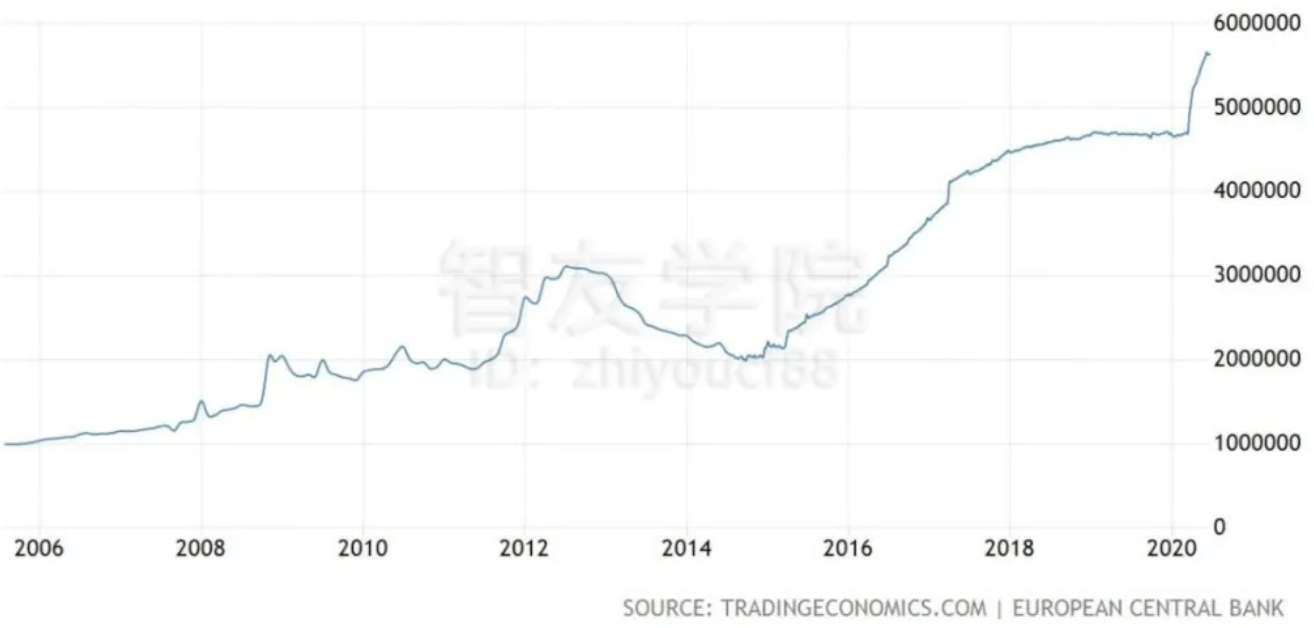 6000000
5000000
4000000
3000000
智友学院
2000000
ID: zhiyouct88
1000000
0
2006 2008 2010 2012 2014 2016 2018 2020
SOURCE: TRADINGECONOMICS.COM | EUROPEAN CENTRAL BANK